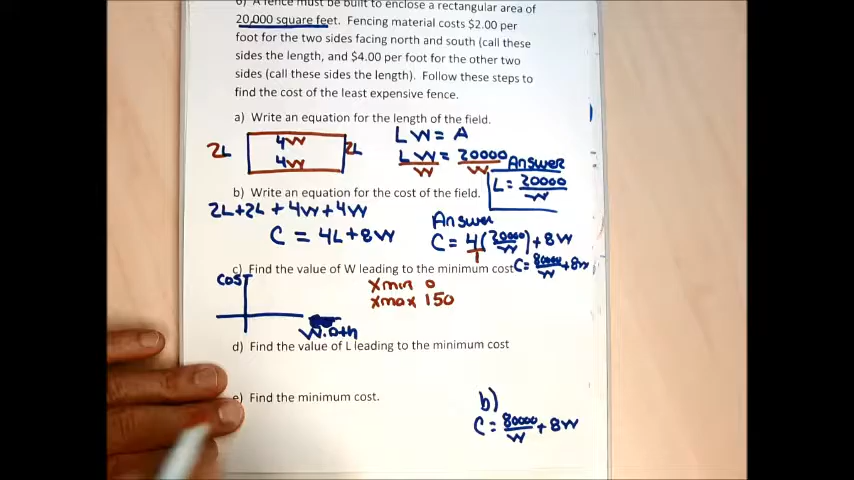 6) A fence must be built to enclose a rectangular area of
20,000 square feet. Fencing material costs $2.00 per
foot for the two sides facing north and south (call these
sides the length, and $4.00 per foot for the other two
sides (call these sides the length). Follow these steps to
find the cost of the least expensive fence.
a) Write an equation for the length of the field.
2L 4W 4W 2L
LW = A
LW/W = 20000/W
Answer
L = 20000/W
b) Write an equation for the cost of the field.
2L+2L + 4W+4W
C = 4L+8W
Answer
C = 4/1 (20000/W) + 8W
C = 80000/W + 8W
c) Find the value of W leading to the minimum cost
COST
Width
Xmin 0
Xmax 150
d) Find the value of L leading to the minimum cost
e) Find the minimum cost.
b)
C = 80000/W + 8W